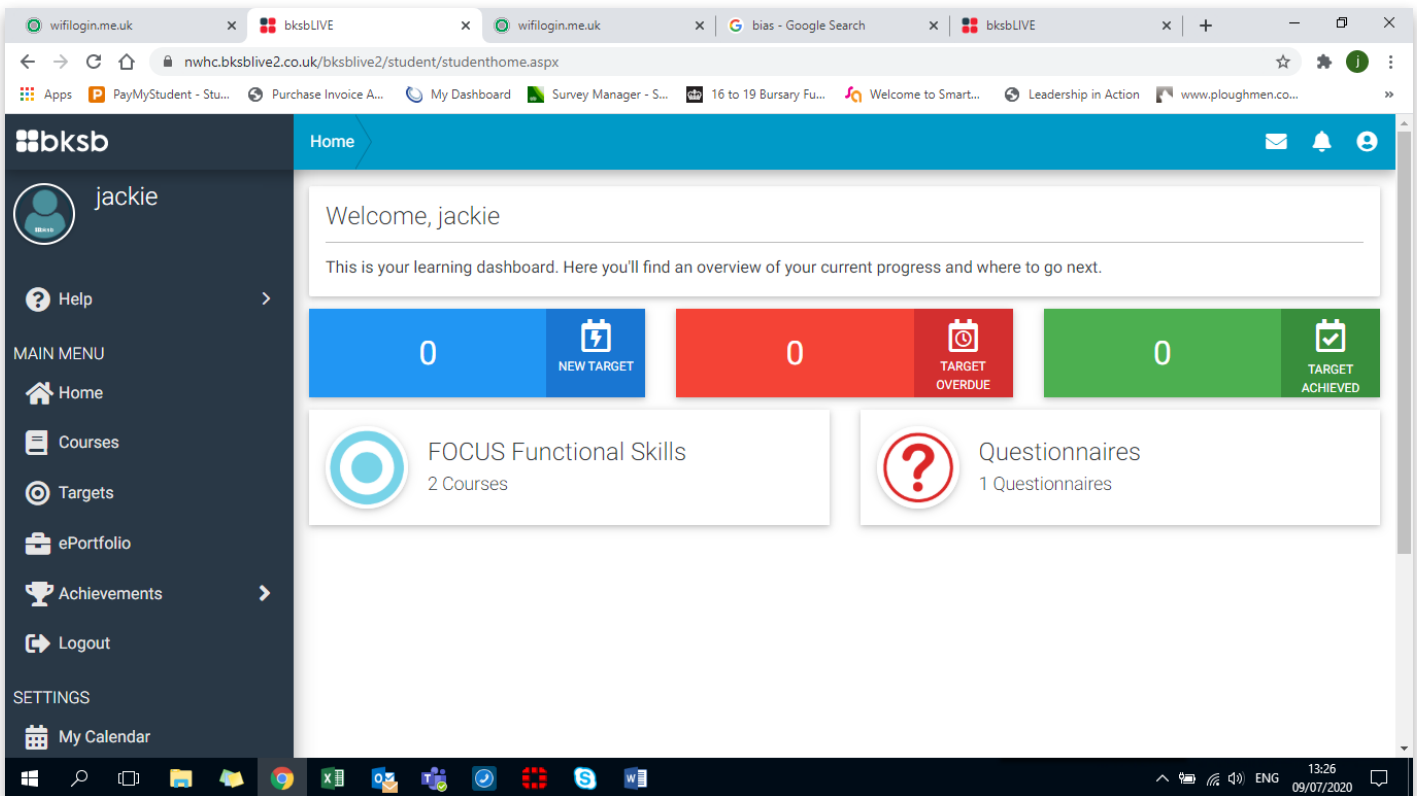 wifilogin.me.uk
bksbLIVE
wifilogin.me.uk
bias - Google Search
bksbLIVE
nwhc.bksblive2.co.uk/bksblive2/student/studenthome.aspx
j
Apps
PayMyStudent - Stu...
Purchase Invoice A...
My Dashboard
Survey Manager - S...
16 to 19 Bursary Fu...
Welcome to Smart...
Leadership in Action
www.ploughmen.co...
bksb
Home
jackie
Help
MAIN MENU
Home
Courses
Targets
ePortfolio
Achievements
Logout
SETTINGS
My Calendar
Welcome, jackie
This is your learning dashboard. Here you'll find an overview of your current progress and where to go next.
0
NEW TARGET
0
TARGET
OVERDUE
0
TARGET
ACHIEVED
FOCUS Functional Skills
2 Courses
Questionnaires
1 Questionnaires
ENG
13:26
09/07/2020